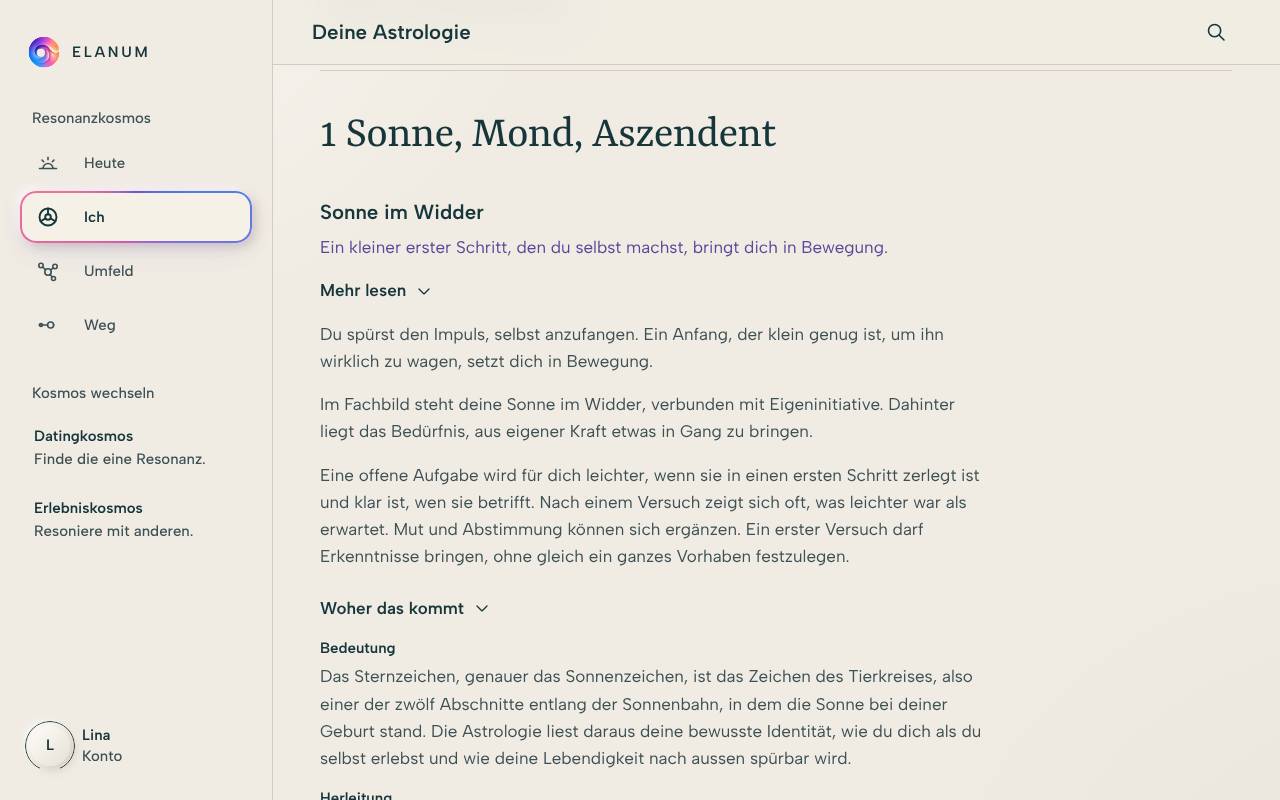 ELANUM
Deine Astrologie
Resonanzkosmos
Heute
Ich
Umfeld
Weg
Kosmos wechseln
Datingkosmos
Finde die eine Resonanz.
Erlebniskosmos
Resoniere mit anderen.
L
Lina
Konto
1 Sonne, Mond, Aszendent
Sonne im Widder
Ein kleiner erster Schritt, den du selbst machst, bringt dich in Bewegung.
Mehr lesen
Du spürst den Impuls, selbst anzufangen. Ein Anfang, der klein genug ist, um ihn
wirklich zu wagen, setzt dich in Bewegung.
Im Fachbild steht deine Sonne im Widder, verbunden mit Eigeninitiative. Dahinter
liegt das Bedürfnis, aus eigener Kraft etwas in Gang zu bringen.
Eine offene Aufgabe wird für dich leichter, wenn sie in einen ersten Schritt zerlegt ist
und klar ist, wen sie betrifft. Nach einem Versuch zeigt sich oft, was leichter war als
erwartet. Mut und Abstimmung können sich ergänzen. Ein erster Versuch darf
Erkenntnisse bringen, ohne gleich ein ganzes Vorhaben festzulegen.
Woher das kommt
Bedeutung
Das Sternzeichen, genauer das Sonnenzeichen, ist das Zeichen des Tierkreises, also
einer der zwölf Abschnitte entlang der Sonnenbahn, in dem die Sonne bei deiner
Geburt stand. Die Astrologie liest daraus deine bewusste Identität, wie du dich als du
selbst erlebst und wie deine Lebendigkeit nach aussen spürbar wird.
Herleitung